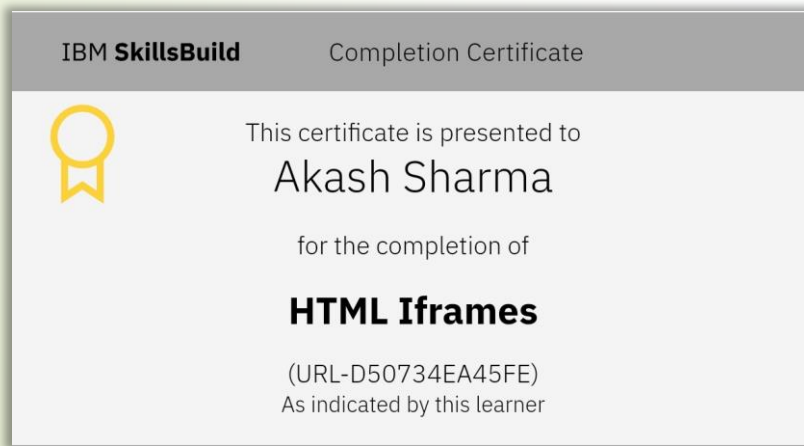 IBM SkillsBuild Completion Certificate
This certificate is presented to
Akash Sharma
for the completion of
HTML Iframes
(URL-D50734EA45FE)
As indicated by this learner